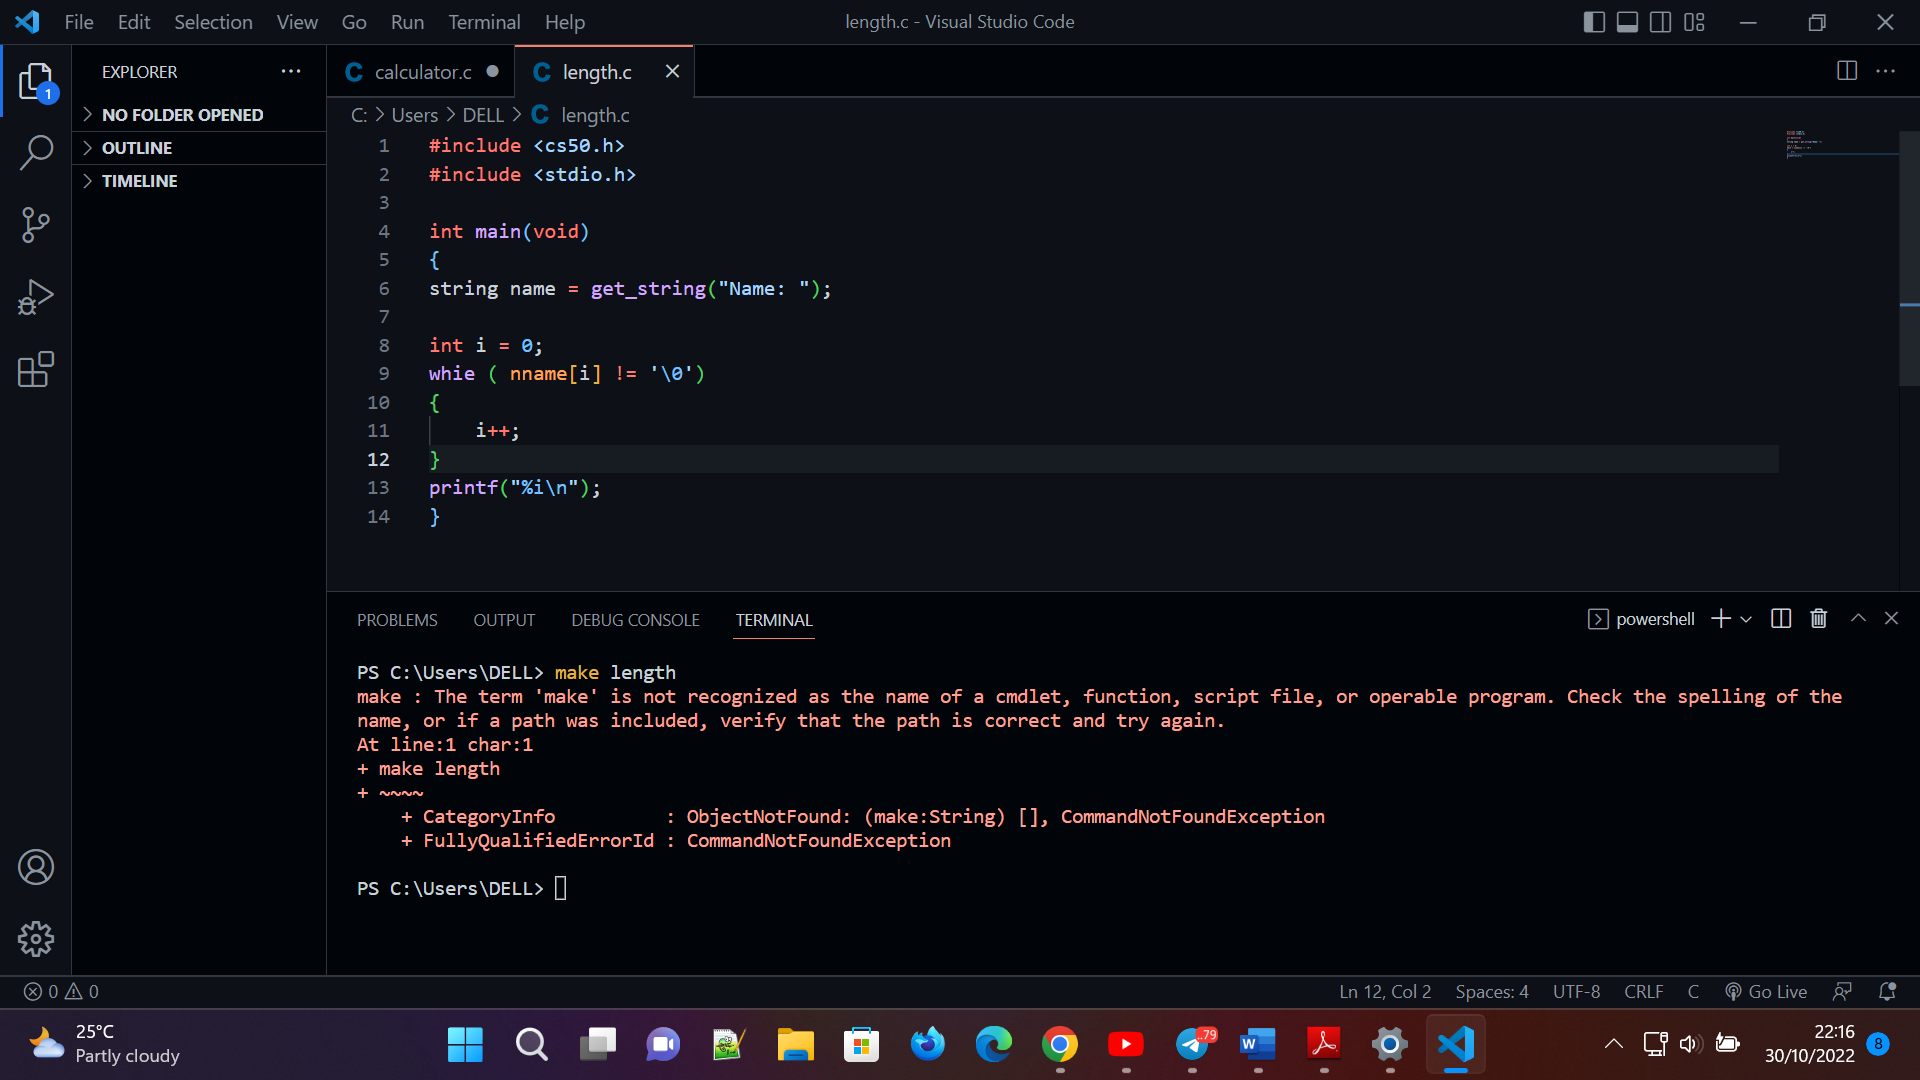 File Edit Selection View Go Run Terminal Help
length.c - Visual Studio Code
EXPLORER
calculator.c
length.c
1
NO FOLDER OPENED
OUTLINE
TIMELINE
C: > Users > DELL > C length.c
1 #include <cs50.h>
2 #include <stdio.h>
3
4 int main(void)
5 {
6 string name = get_string("Name: ");
7
8 int i = 0;
9 whie ( nname[i] != '\0')
10 {
11     i++;
12 }
13 printf("%i\n");
14 }
PROBLEMS OUTPUT DEBUG CONSOLE TERMINAL
powershell
PS C:\Users\DELL> make length
make : The term 'make' is not recognized as the name of a cmdlet, function, script file, or operable program. Check the spelling of the
name, or if a path was included, verify that the path is correct and try again.
At line:1 char:1
+ make length
+ ~~~~
    + CategoryInfo          : ObjectNotFound: (make:String) [], CommandNotFoundException
    + FullyQualifiedErrorId : CommandNotFoundException
PS C:\Users\DELL>
0 0
Ln 12, Col 2 Spaces: 4 UTF-8 CRLF C Go Live
25°C
Partly cloudy
..79
W
22:16
30/10/2022
8